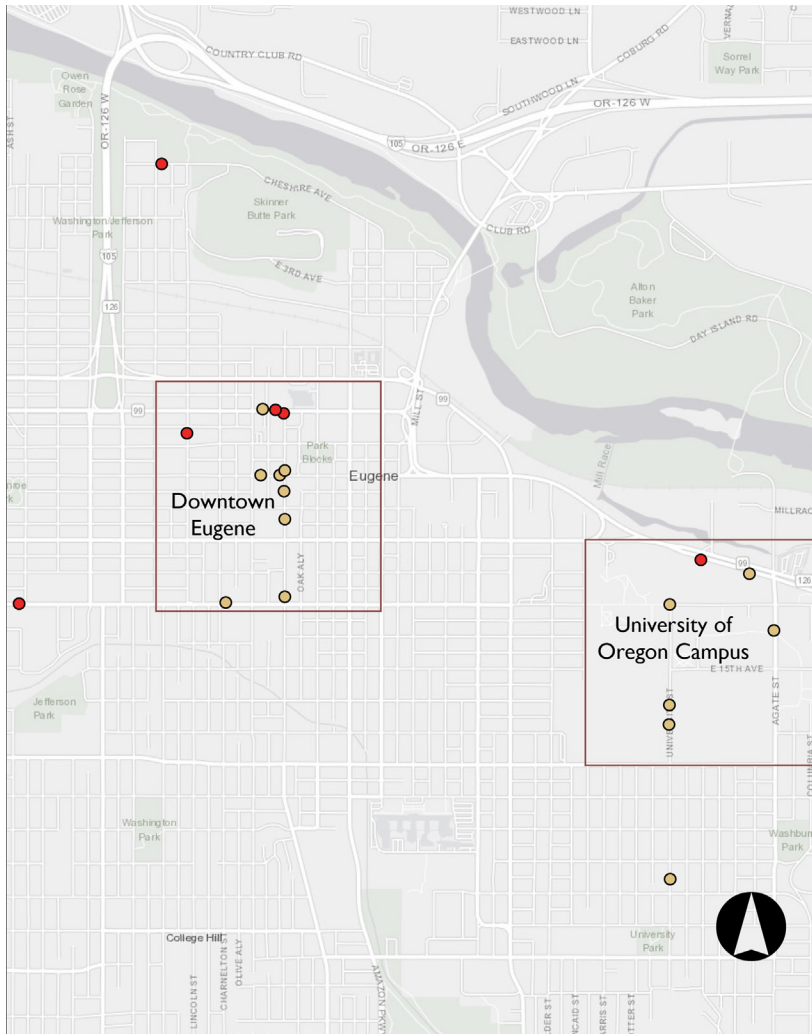 WESTWOOD LN
EASTWOOD LN
COUNTRY CLUB RD
COBURG RD
Sorrel
Way Park
Owen
Rose
Garden
ASH ST
OR-126 W
SOUTHWOOD LN
OR-126 W
105
OR-126 E
CHESHIRE AVE
Skinner
Butte Park
Washington/Jefferson
Park
CLUB RD
105
E 3RD AVE
126
Alton
Baker
Park
DAY ISLAND RD
99
MILL ST
99
Park
Blocks
Eugene
Mill Race
Downtown
Eugene
OAK ALY
99
126
University of
Oregon Campus
E 15TH AVE
AGATE ST
Jefferson
Park
Washington
Park
College Hill
LINCOLN ST
CHARNELTON ST
OLIVE ALY
AMAZON PKWY
University
Park